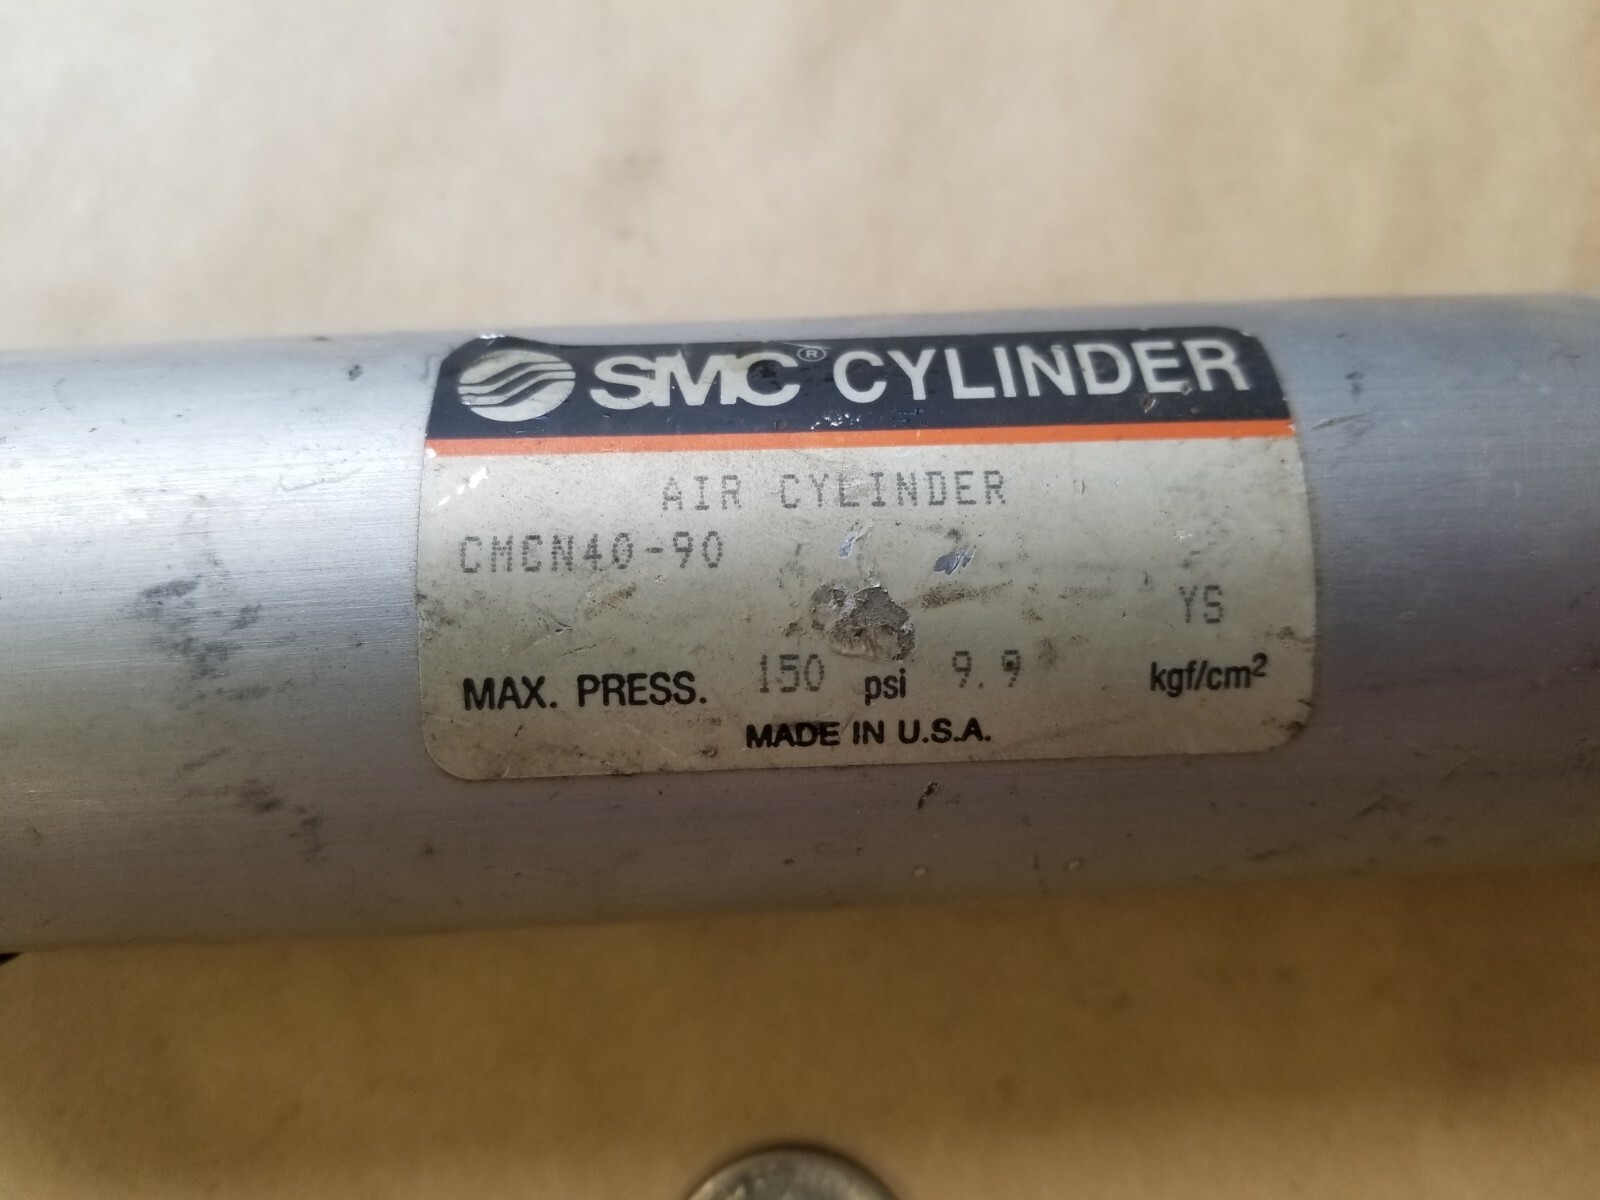 SMC® CYLINDER
AIR CYLINDER
CMCN40-90
YS
MAX. PRESS. 150 psi 9.9 kgf/cm²
MADE IN U.S.A.